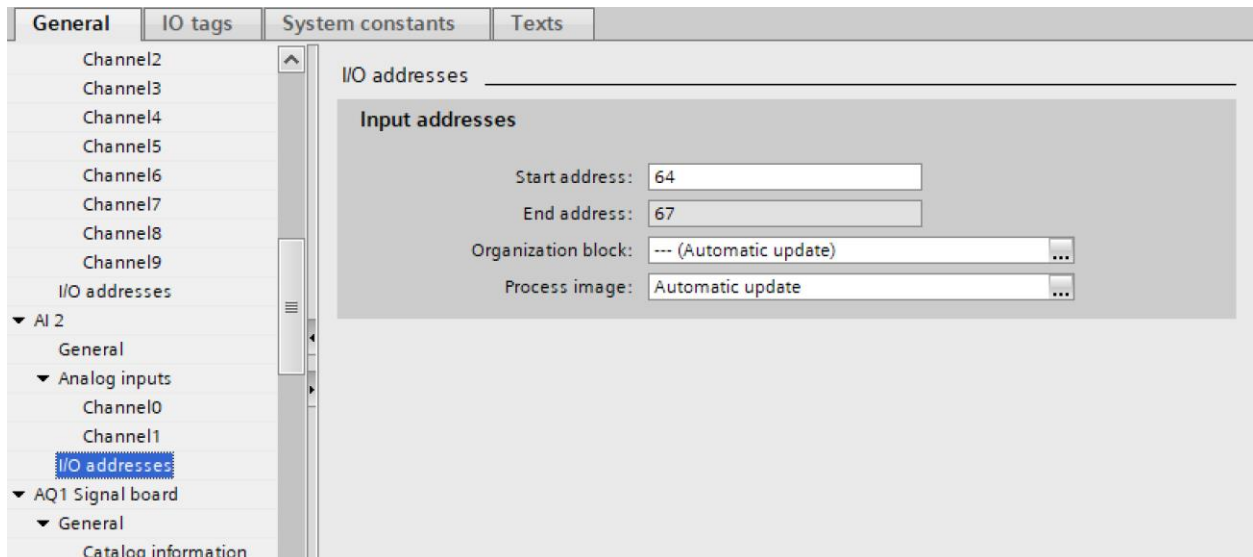 General
IO tags
System constants
Texts
Channel2
Channel3
Channel4
Channel5
Channel6
Channel7
Channel8
Channel9
I/O addresses
AI 2
General
Analog inputs
Channel0
Channel1
I/O addresses
AQ1 Signal board
General
Catalog information
I/O addresses
Input addresses
Start address: 64
End address: 67
Organization block: --- (Automatic update) ...
Process image: Automatic update ...